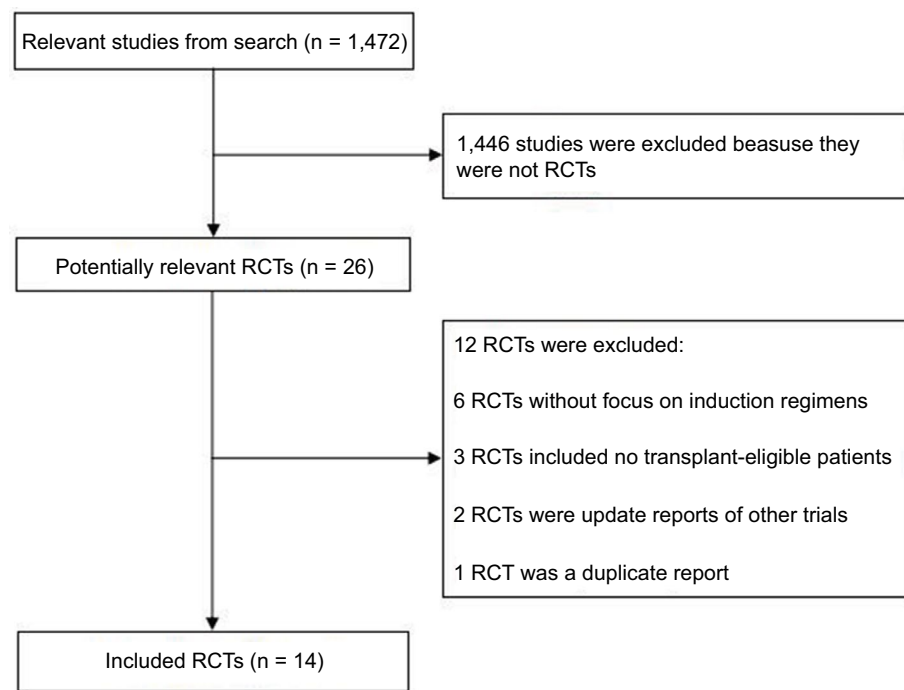 Relevant studies from search (n = 1,472)
1,446 studies were excluded beasuse they
were not RCTs
Potentially relevant RCTs (n = 26)
12 RCTs were excluded:
6 RCTs without focus on induction regimens
3 RCTs included no transplant-eligible patients
2 RCTs were update reports of other trials
1 RCT was a duplicate report
Included RCTs (n = 14)